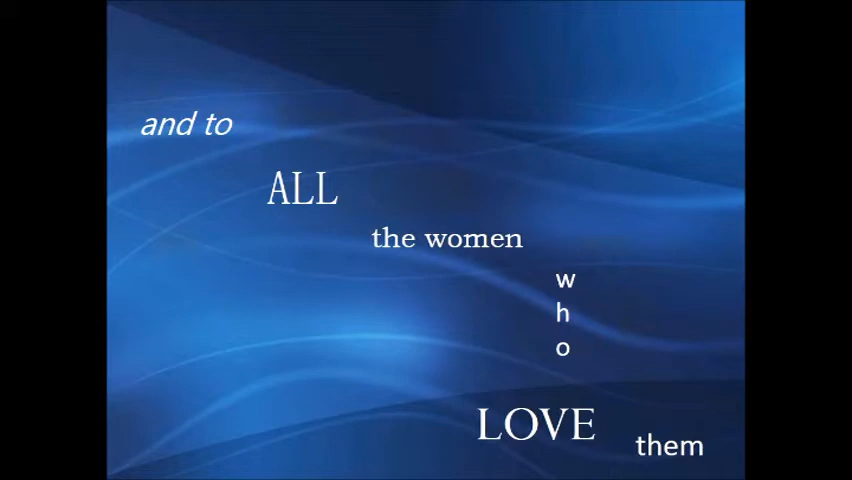 and to
ALL
the women
w
h
o
LOVE
them